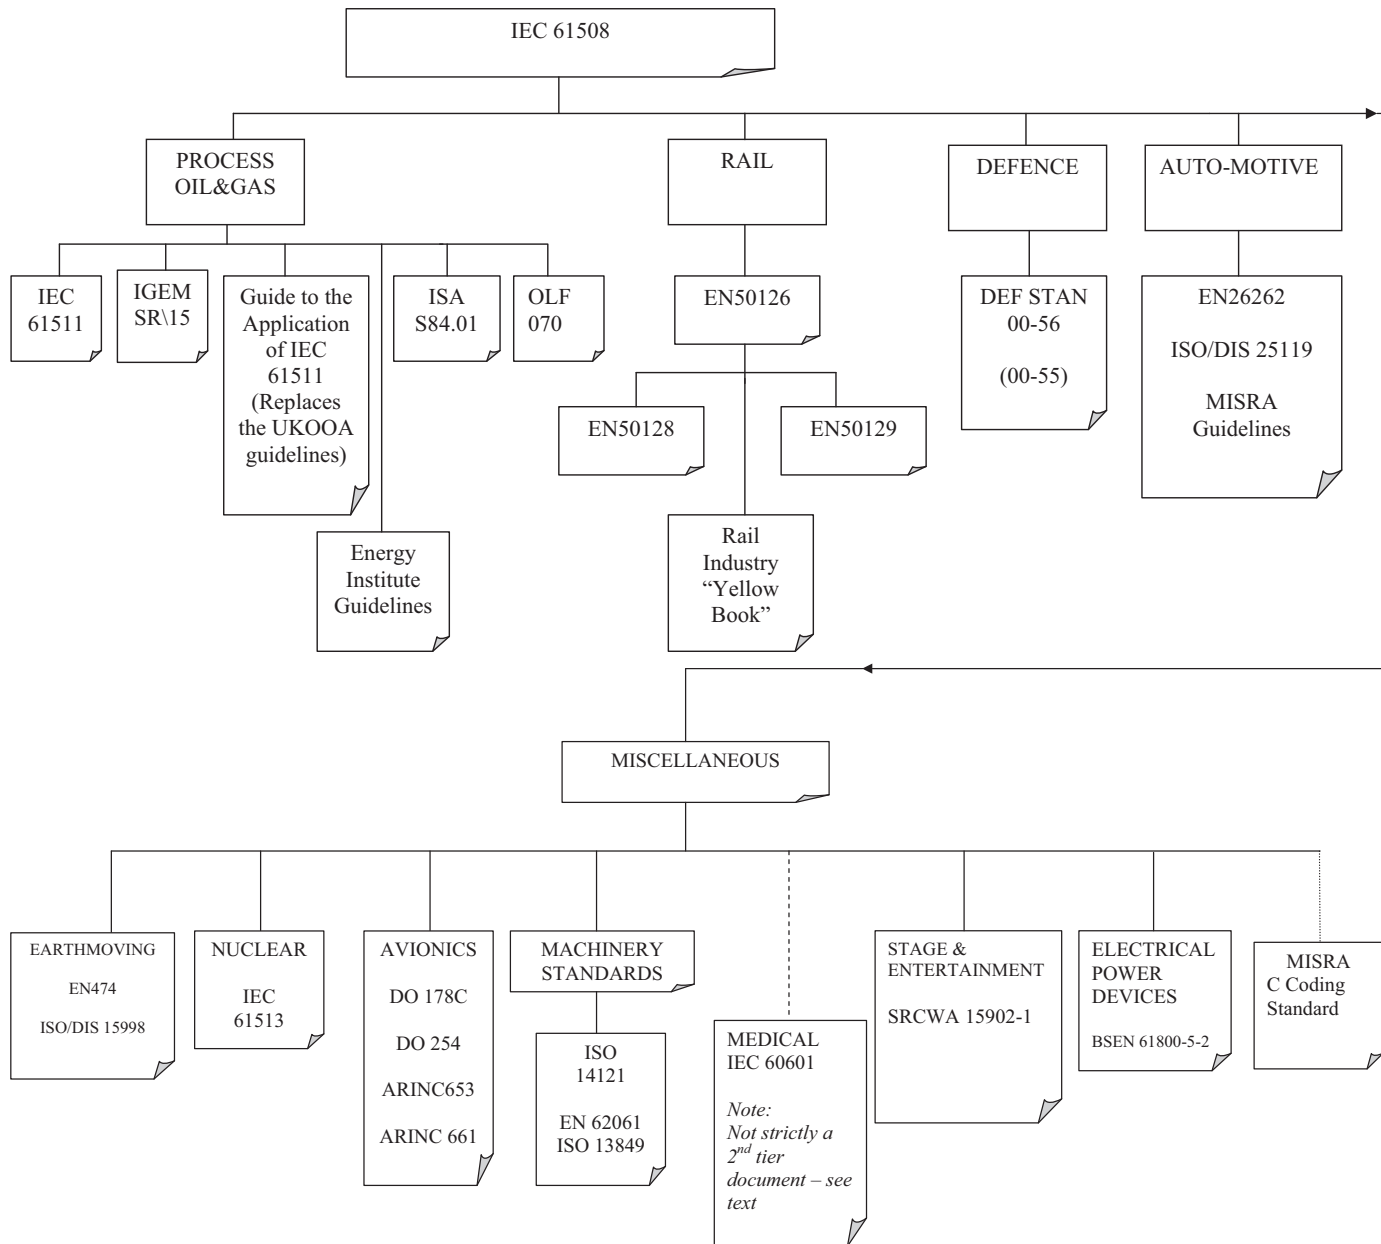 IEC 61508
PROCESS
OIL&GAS
RAIL
DEFENCE
AUTO-MOTIVE
IEC
61511
IGEM
SR\15
Guide to the
Application
of IEC
61511
(Replaces
the UKOOA
guidelines)
ISA
S84.01
OLF
070
EN50126
DEF STAN
00-56
(00-55)
EN26262
ISO/DIS 25119
MISRA
Guidelines
EN50128
EN50129
Energy
Institute
Guidelines
Rail
Industry
“Yellow
Book”
MISCELLANEOUS
EARTHMOVING
EN474
ISO/DIS 15998
NUCLEAR
IEC
61513
AVIONICS
DO 178C
DO 254
ARINC653
ARINC 661
MACHINERY
STANDARDS
ISO
14121
EN 62061
ISO 13849
MEDICAL
IEC 60601
Note:
Not strictly a
2nd tier
document – see
text
STAGE &
ENTERTAINMENT
SRCWA 15902-1
ELECTRICAL
POWER
DEVICES
BSEN 61800-5-2
MISRA
C Coding
Standard